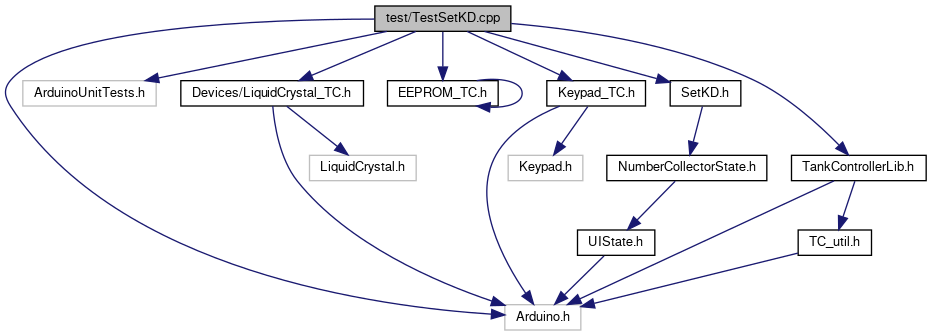 test/TestSetKD.cpp
ArduinoUnitTests.h
Devices/LiquidCrystal_TC.h
EEPROM_TC.h
Keypad_TC.h
SetKD.h
LiquidCrystal.h
Keypad.h
NumberCollectorState.h
TankControllerLib.h
UIState.h
TC_util.h
Arduino.h